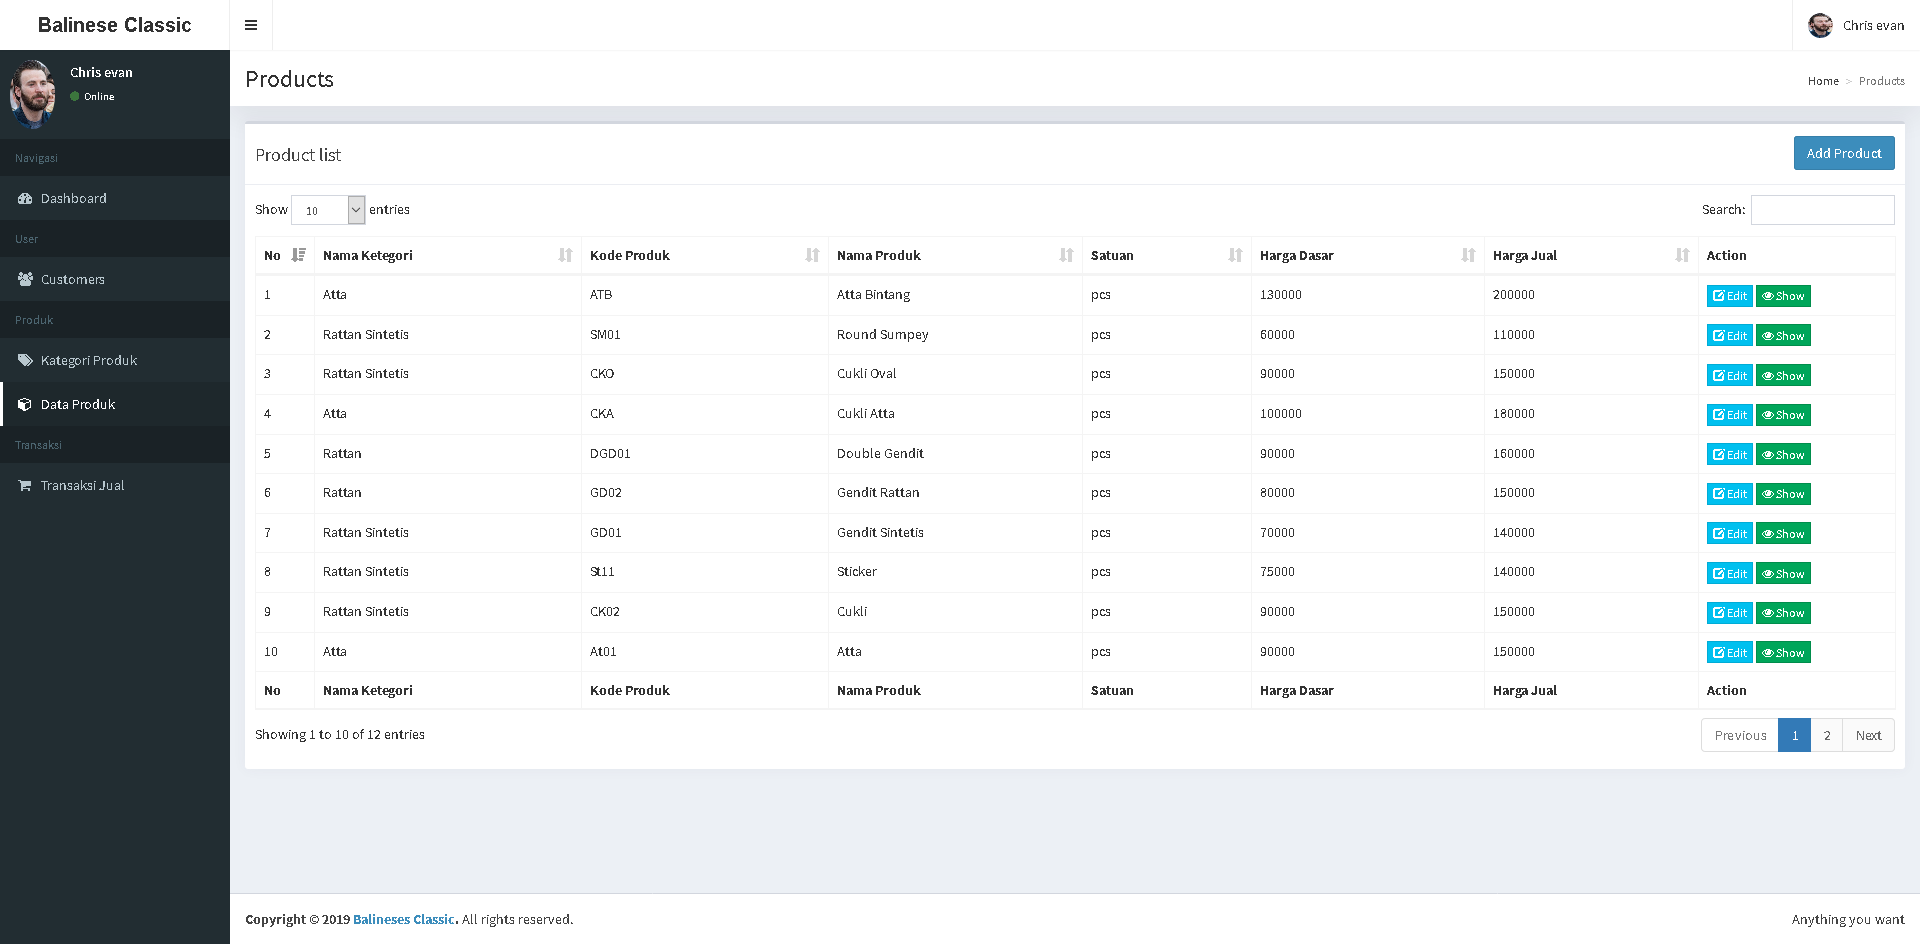 Balinese Classic
Chris evan
Chris evan
Online
Products
Home > Products
Navigasi
Dashboard
User
Customers
Produk
Kategori Produk
Data Produk
Transaksi
Transaksi Jual
Product list
Add Product
Show 10 entries
Search:
No Nama Ketegori Kode Produk Nama Produk Satuan Harga Dasar Harga Jual Action
1 Atta ATB Atta Bintang pcs 130000 200000 Edit Show
2 Rattan Sintetis SM01 Round Sumpey pcs 60000 110000 Edit Show
3 Rattan Sintetis CKO Cukli Oval pcs 90000 150000 Edit Show
4 Atta CKA Cukli Atta pcs 100000 180000 Edit Show
5 Rattan DGD01 Double Gendit pcs 90000 160000 Edit Show
6 Rattan GD02 Gendit Rattan pcs 80000 150000 Edit Show
7 Rattan Sintetis GD01 Gendit Sintetis pcs 70000 140000 Edit Show
8 Rattan Sintetis St11 Sticker pcs 75000 140000 Edit Show
9 Rattan Sintetis CK02 Cukli pcs 90000 150000 Edit Show
10 Atta At01 Atta pcs 90000 150000 Edit Show
No Nama Ketegori Kode Produk Nama Produk Satuan Harga Dasar Harga Jual Action
Showing 1 to 10 of 12 entries
Previous 1 2 Next
Copyright © 2019 Balineses Classic. All rights reserved.
Anything you want